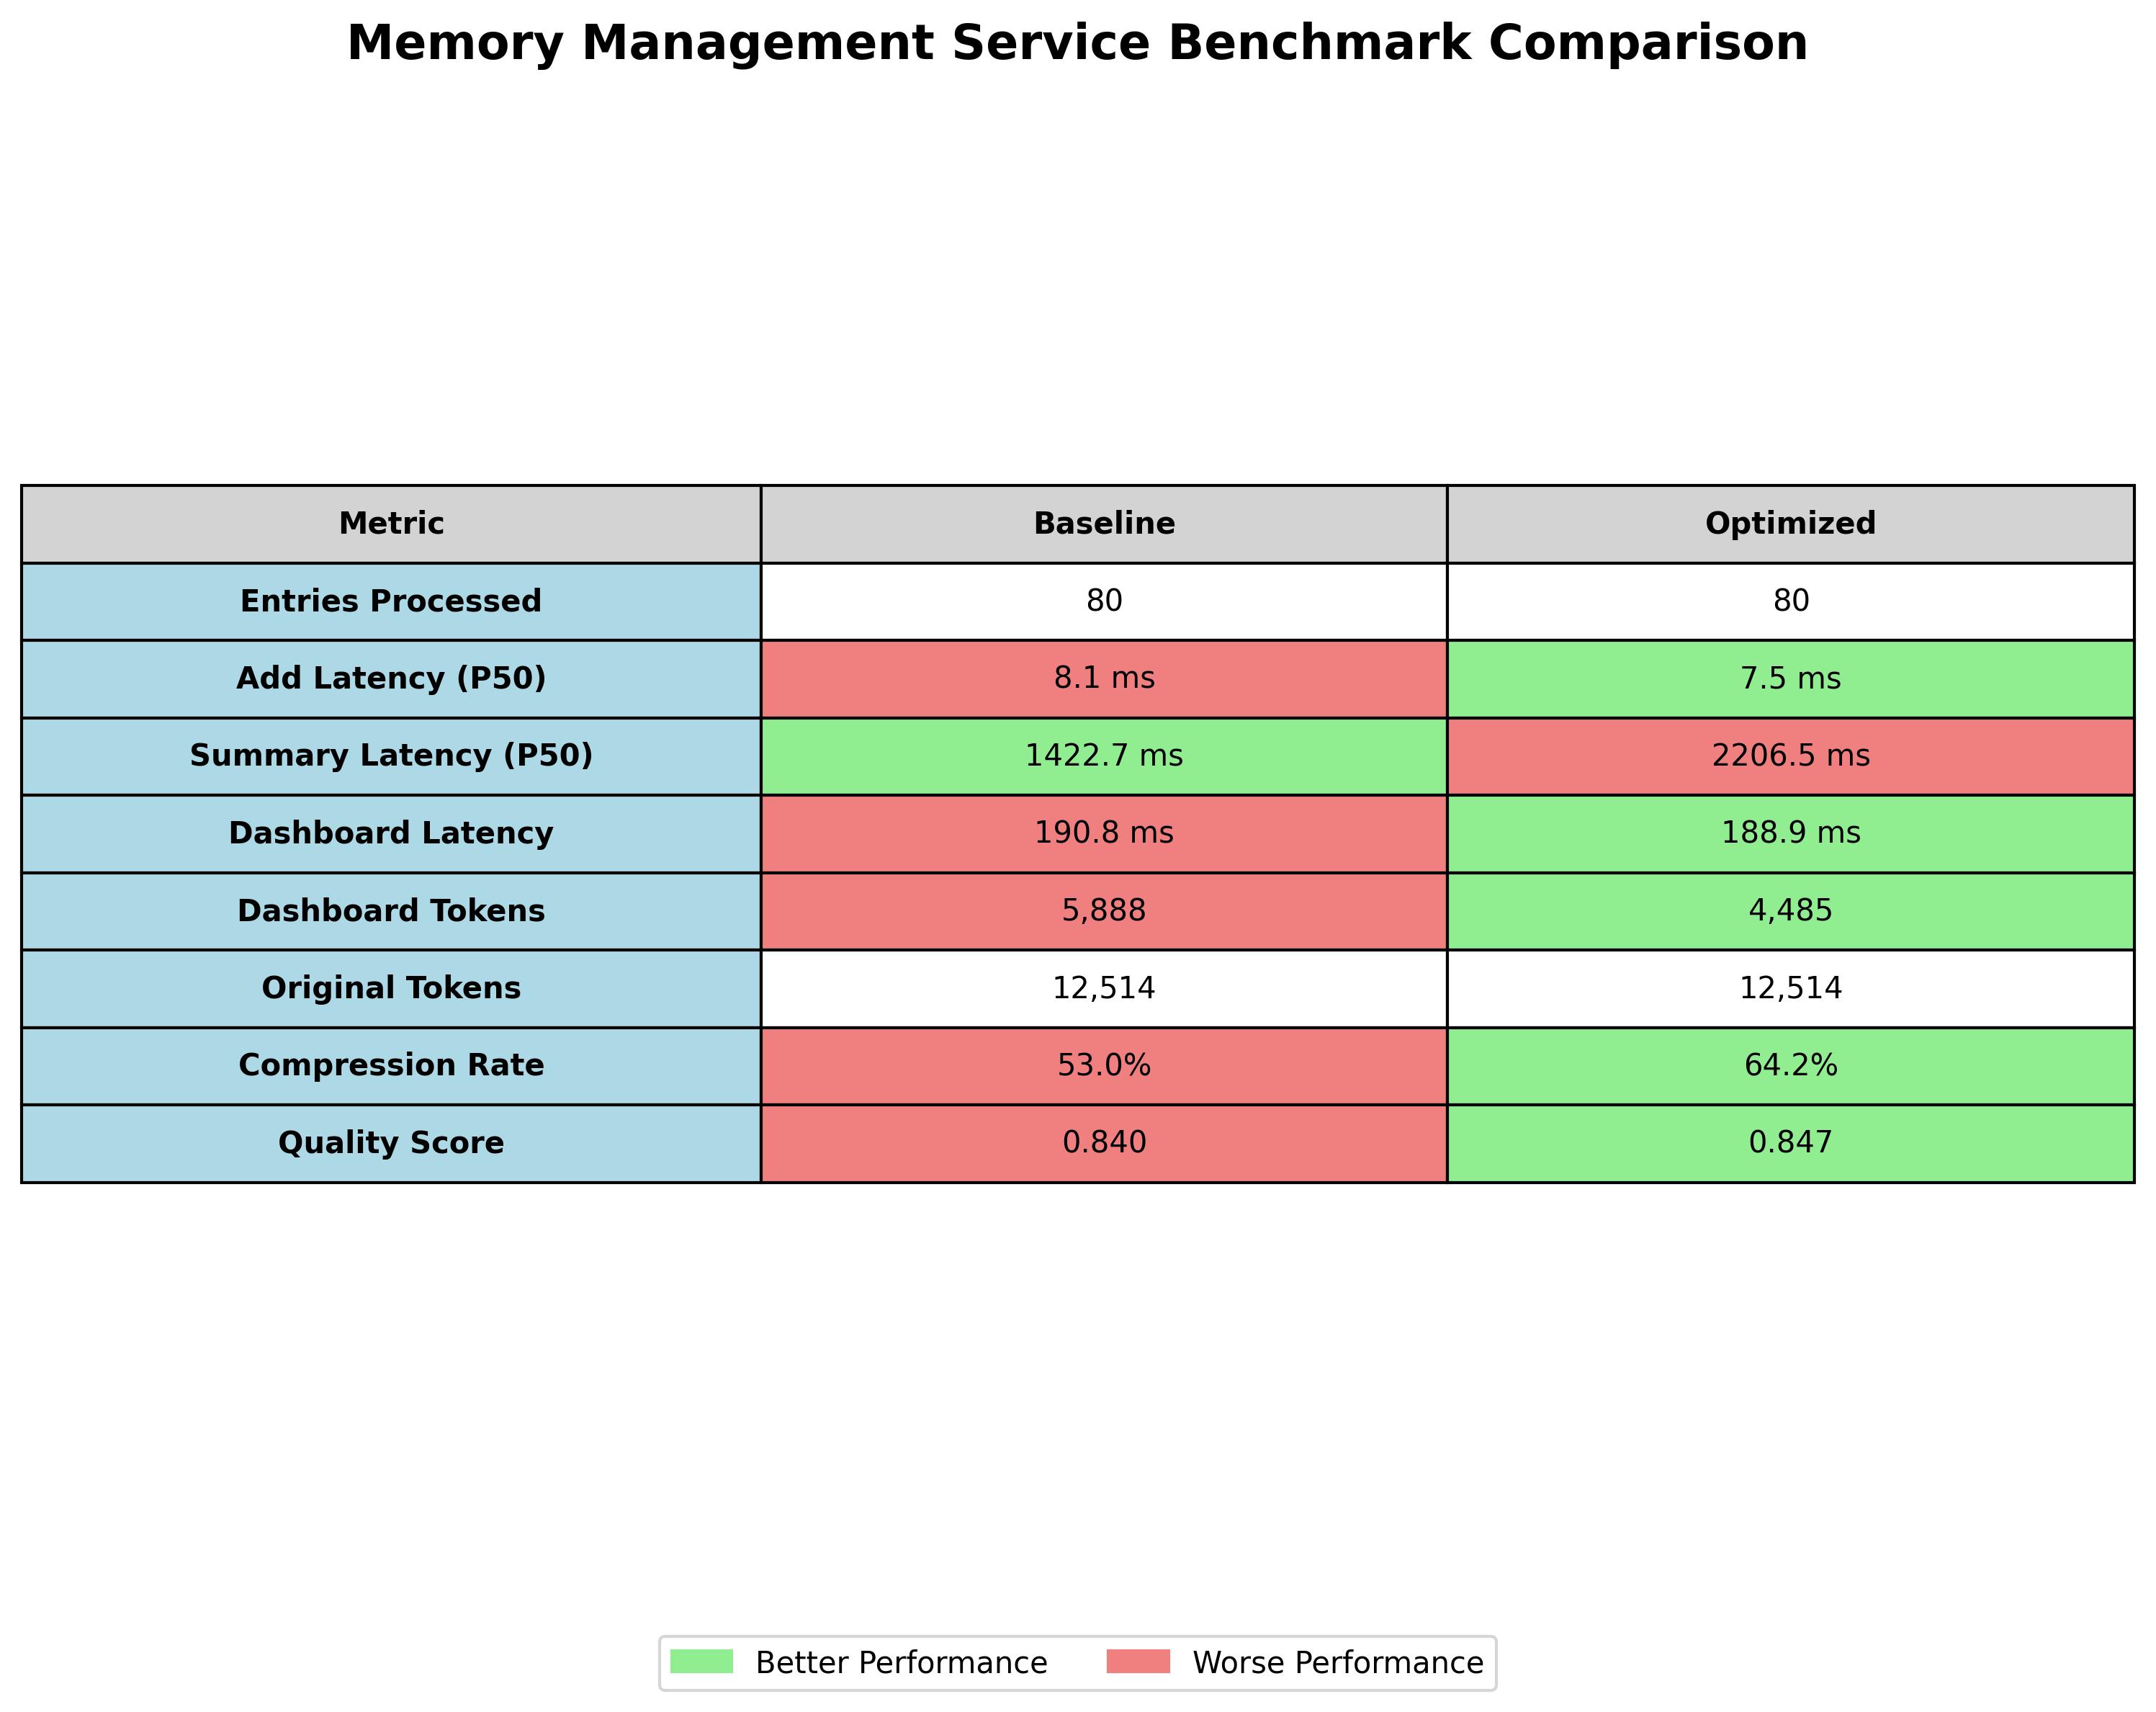 Memory Management Service Benchmark Comparison
Metric Baseline Optimized
Entries Processed 80 80
Add Latency (P50) 8.1 ms 7.5 ms
Summary Latency (P50) 1422.7 ms 2206.5 ms
Dashboard Latency 190.8 ms 188.9 ms
Dashboard Tokens 5,888 4,485
Original Tokens 12,514 12,514
Compression Rate 53.0% 64.2%
Quality Score 0.840 0.847
Better Performance Worse Performance